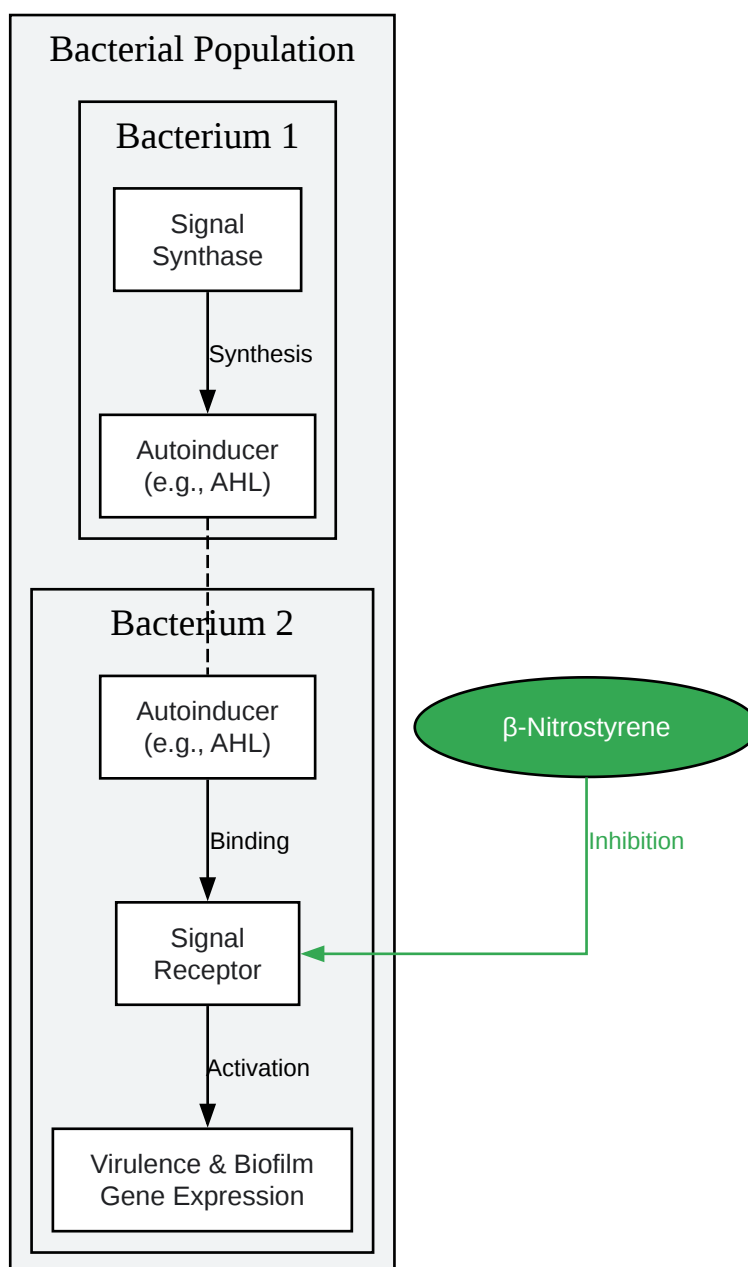 Bacterial Population
Bacterium 1
Signal
Synthase
Synthesis
Autoinducer
(e.g., AHL)
Bacterium 2
Autoinducer
(e.g., AHL)
β-Nitrostyrene
Binding
Inhibition
Signal
Receptor
Activation
Virulence & Biofilm
Gene Expression